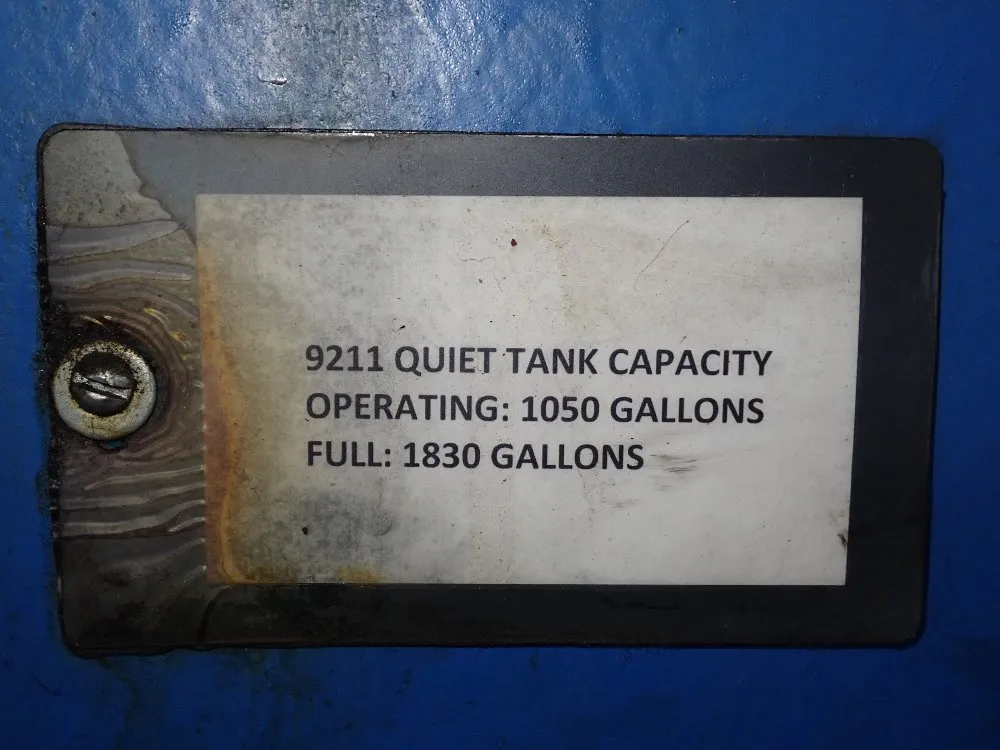 9211 QUIET TANK CAPACITY
OPERATING: 1050 GALLONS
FULL: 1830 GALLONS